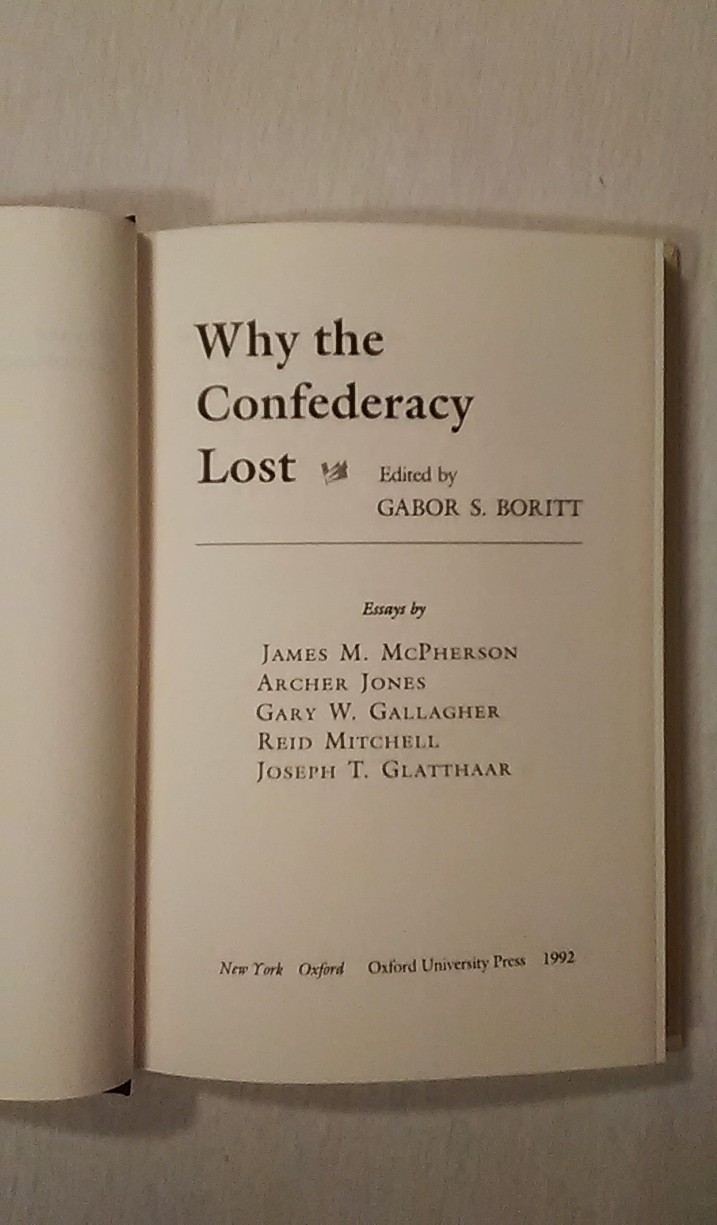 Why the
Confederacy
Lost Edited by
GABOR S. BORITT
Essays by
JAMES M. MCPHERSON
ARCHER JONES
GARY W. GALLAGHER
REID MITCHELL
JOSEPH T. GLATTHAAR
New York Oxford Oxford University Press 1992